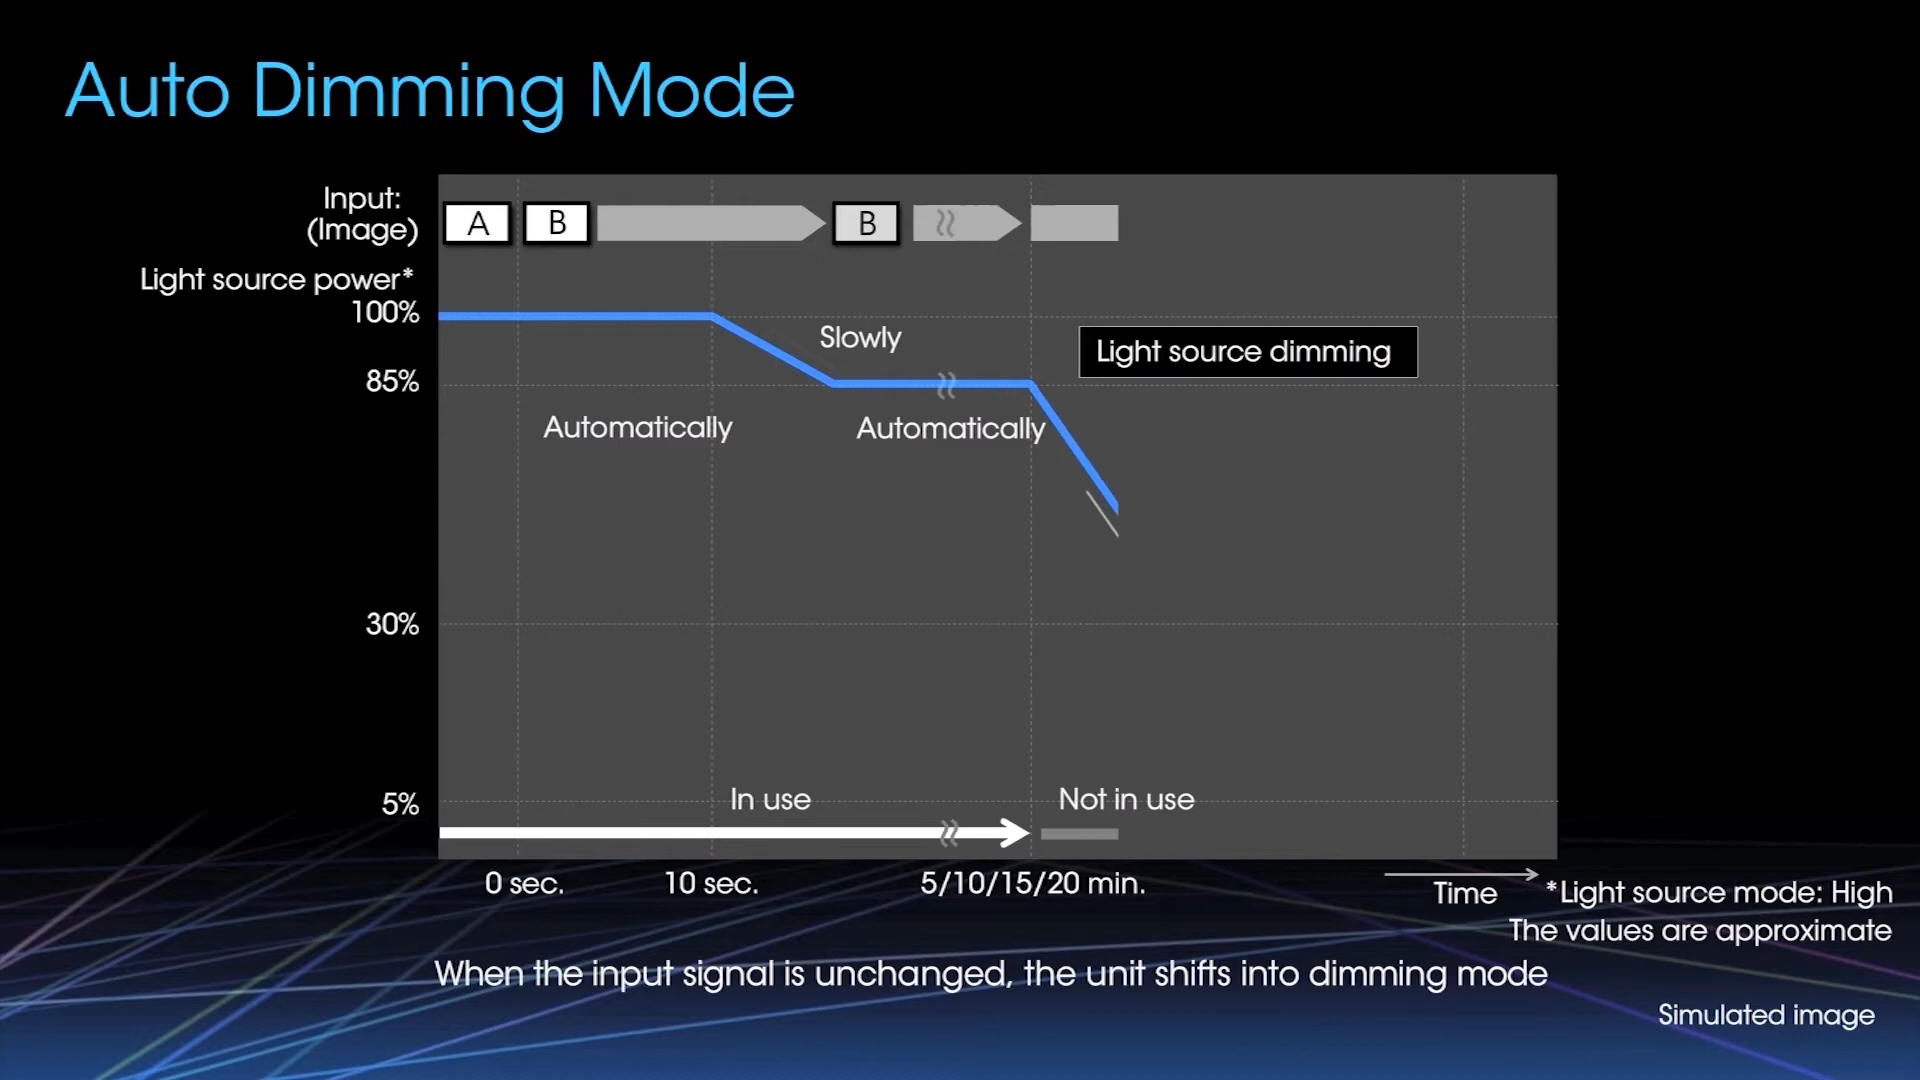 Auto Dimming Mode
Input:
(Image)
A B B
Light source power*
100%
Slowly
Light source dimming
85%
Automatically Automatically
30%
In use Not in use
5%
0 sec. 10 sec. 5/10/15/20 min. Time
*Light source mode: High
The values are approximate
When the input signal is unchanged, the unit shifts into dimming mode
Simulated image